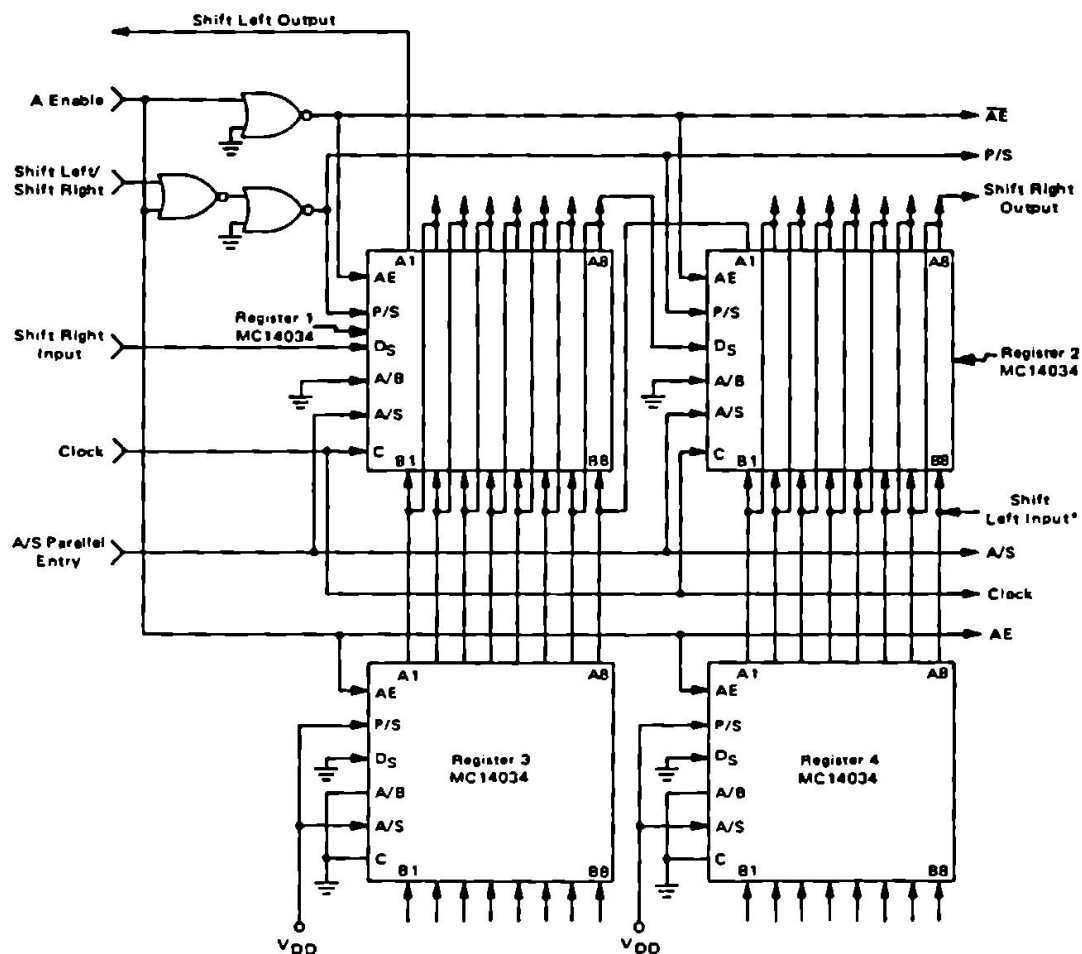 Shift Left Output
A Enable
AE
P/S
Shift Left/
Shift Right
Shift Right
Output
A1
A8
A1
A8
AE
AE
P/S
P/S
Register 1
MC14034
Shift Right
Input
DS
DS
Register 2
MC14034
A/B
A/B
A/S
A/S
Clock
C
C
B1
B8
B1
B8
Shift
Left Input*
A/S Parallel
Entry
A/S
Clock
AE
A1
A8
A1
A8
AE
AE
P/S
P/S
DS
Register 3
MC14034
DS
Register 4
MC14034
A/B
A/B
A/S
A/S
C
C
B1
B8
B1
B8
VDD
VDD